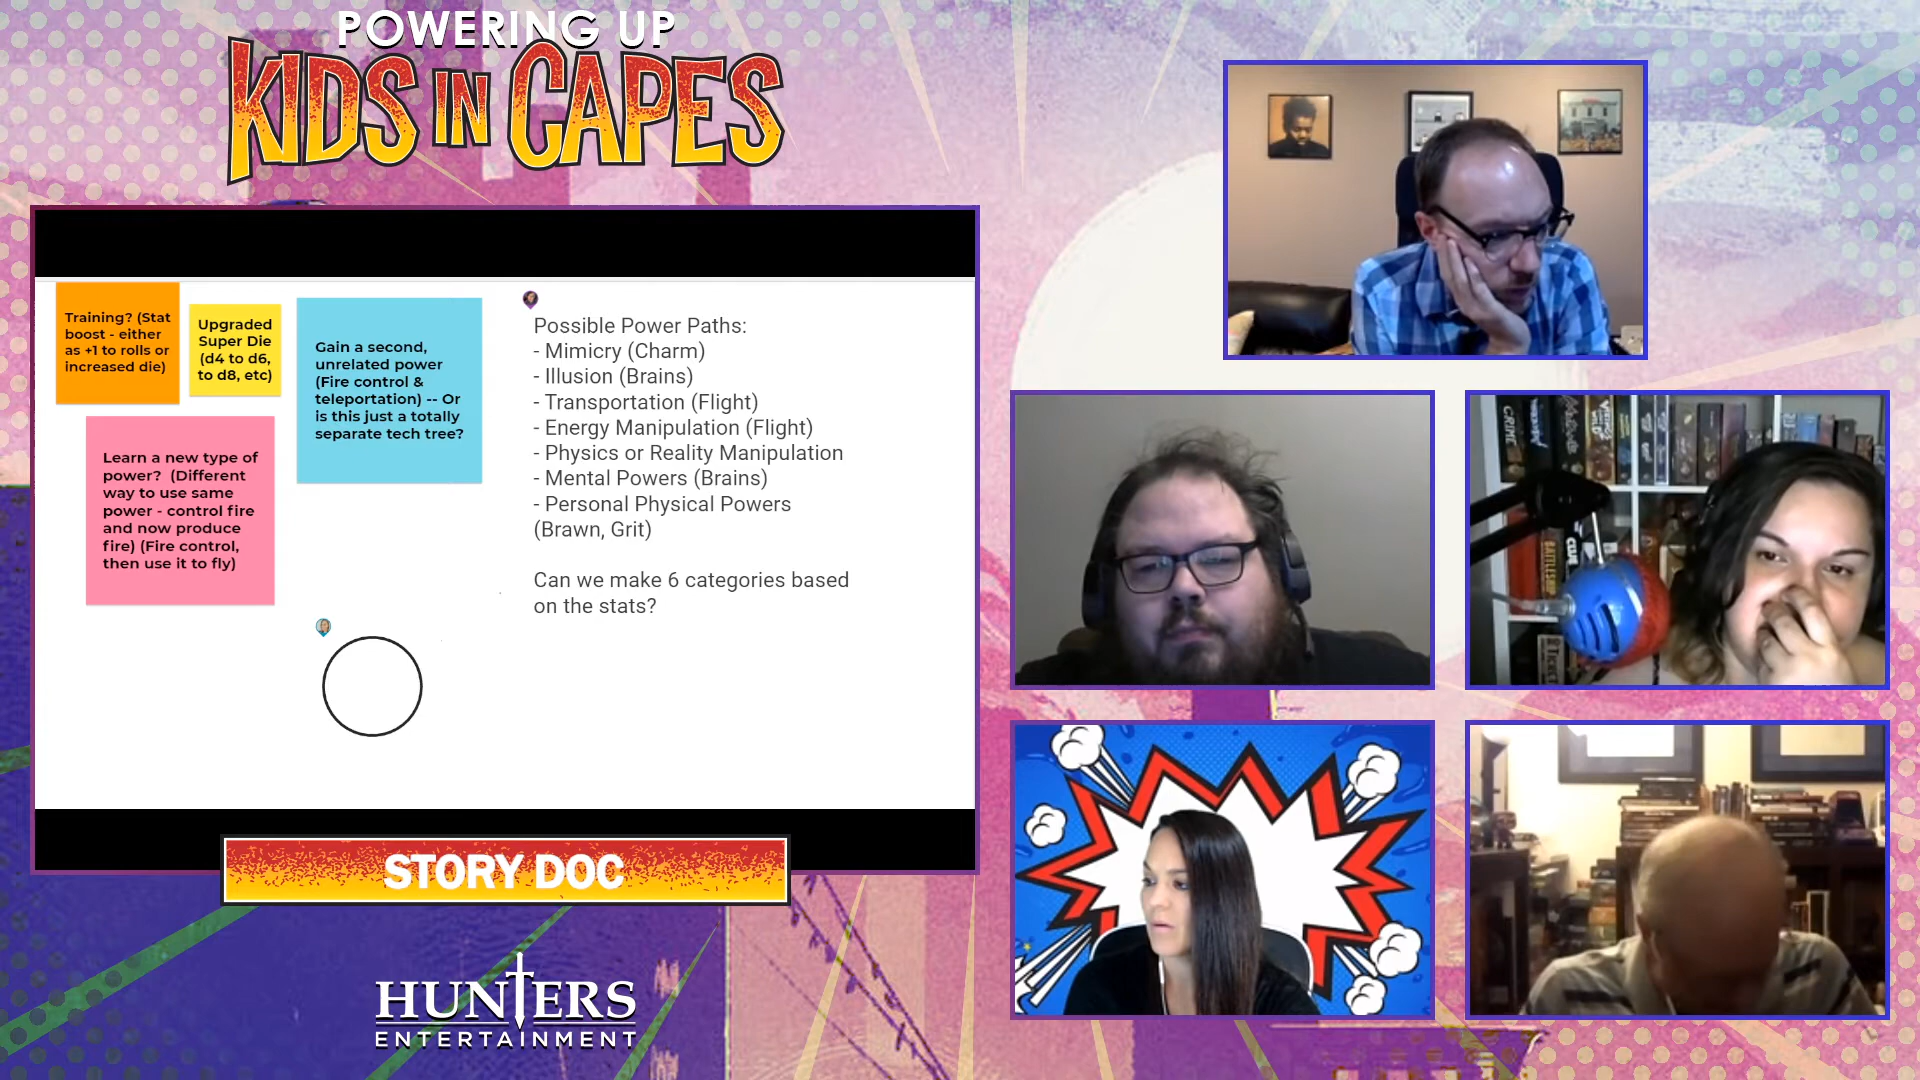 POWERING UP
KIDS IN CAPES
Training? (Stat
boost - either
as +1 to rolls or
increased die)
Upgraded
Super Die
(d4 to d6,
to d8, etc)
Gain a second,
unrelated power
(Fire control &
teleportation) -- Or
is this just a totally
separate tech tree?
Learn a new type of
power? (Different
way to use same
power - control fire
and now produce
fire) (Fire control,
then use it to fly)
Possible Power Paths:
- Mimicry (Charm)
- Illusion (Brains)
- Transportation (Flight)
- Energy Manipulation (Flight)
- Physics or Reality Manipulation
- Mental Powers (Brains)
- Personal Physical Powers
(Brawn, Grit)
Can we make 6 categories based
on the stats?
STORY DOC
HUNTERS
ENTERTAINMENT
CRIME
BATTLESHIP
CLUE
TICKET